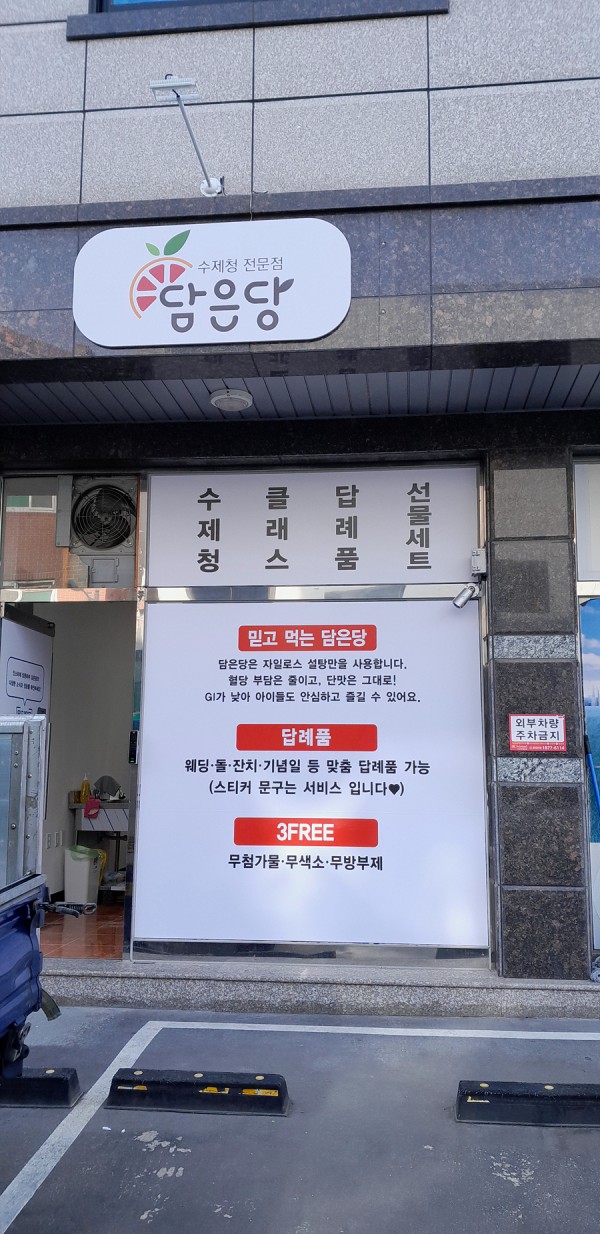 수제청 전문점
담은당
수제청
클래스
답례품
선물세트
믿고 먹는 담은당
담은당은 자일로스 설탕만을 사용합니다.
혈당 부담은 줄이고, 단맛은 그대로!
GI가 낮아 아이들도 안심하고 즐길 수 있어요.
답례품
웨딩·돌·잔치·기념일 등 맞춤 답례품 가능
(스티커 문구는 서비스 입니다♥)
3FREE
무첨가물·무색소·무방부제
외부차량
주차금지